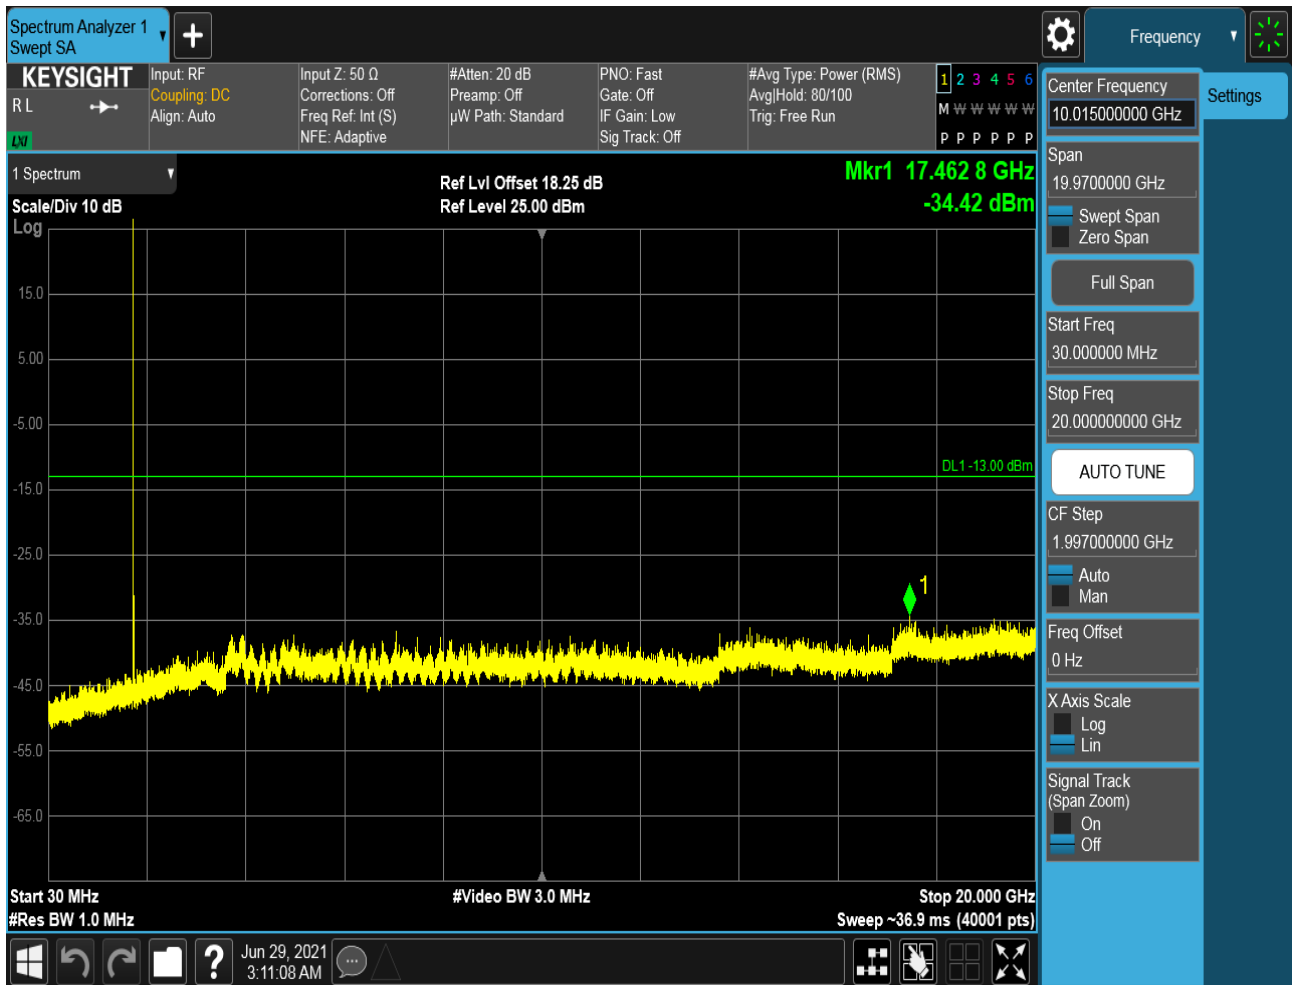 Spectrum Analyzer 1
Swept SA
Frequency
KEYSIGHT
R L
LXI
Input: RF
Coupling: DC
Align: Auto
Input Z: 50 Ω
Corrections: Off
Freq Ref: Int (S)
NFE: Adaptive
#Atten: 20 dB
Preamp: Off
µW Path: Standard
PNO: Fast
Gate: Off
IF Gain: Low
Sig Track: Off
#Avg Type: Power (RMS)
Avg|Hold: 80/100
Trig: Free Run
1 2 3 4 5 6
M W W W W W
P P P P P P
1 Spectrum
Scale/Div 10 dB
Log
Ref Lvl Offset 18.25 dB
Ref Level 25.00 dBm
Mkr1 17.462 8 GHz
-34.42 dBm
15.0
5.00
-5.00
-15.0
-25.0
-35.0
-45.0
-55.0
-65.0
DL1 -13.00 dBm
1
Start 30 MHz
#Res BW 1.0 MHz
#Video BW 3.0 MHz
Stop 20.000 GHz
Sweep ~36.9 ms (40001 pts)
Center Frequency
10.015000000 GHz
Settings
Span
19.9700000 GHz
Swept Span
Zero Span
Full Span
Start Freq
30.000000 MHz
Stop Freq
20.000000000 GHz
AUTO TUNE
CF Step
1.997000000 GHz
Auto
Man
Freq Offset
0 Hz
X Axis Scale
Log
Lin
Signal Track
(Span Zoom)
On
Off
?
Jun 29, 2021
3:11:08 AM